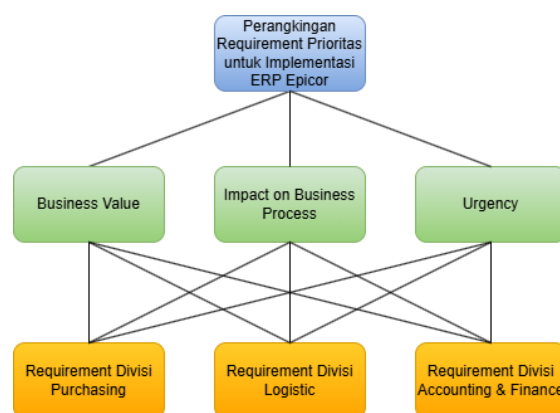 Perangkingan
Requirement Prioritas
untuk Implementasi
ERP Epicor
Business Value
Impact on Business
Process
Urgency
Requirement Divisi
Purchasing
Requirement Divisi
Logistic
Requirement Divisi
Accounting & Finance